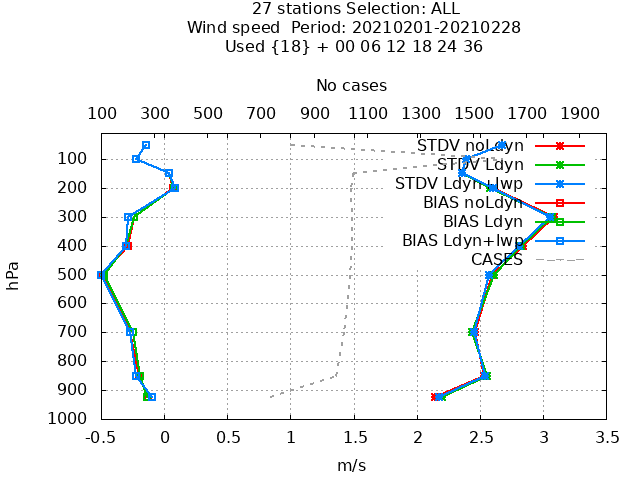 27 stations Selection: ALL
Wind speed  Period: 20210201-20210228
Used {18} + 00 06 12 18 24 36
No cases
100 300 500 700 900 1100 1300 1500 1700 1900
STDV noLdyn
STDV Ldyn
STDV Ldyn+lwp
BIAS noLdyn
BIAS Ldyn
BIAS Ldyn+lwp
CASES
hPa
100
200
300
400
500
600
700
800
900
1000
-0.5 0 0.5 1 1.5 2 2.5 3 3.5
m/s